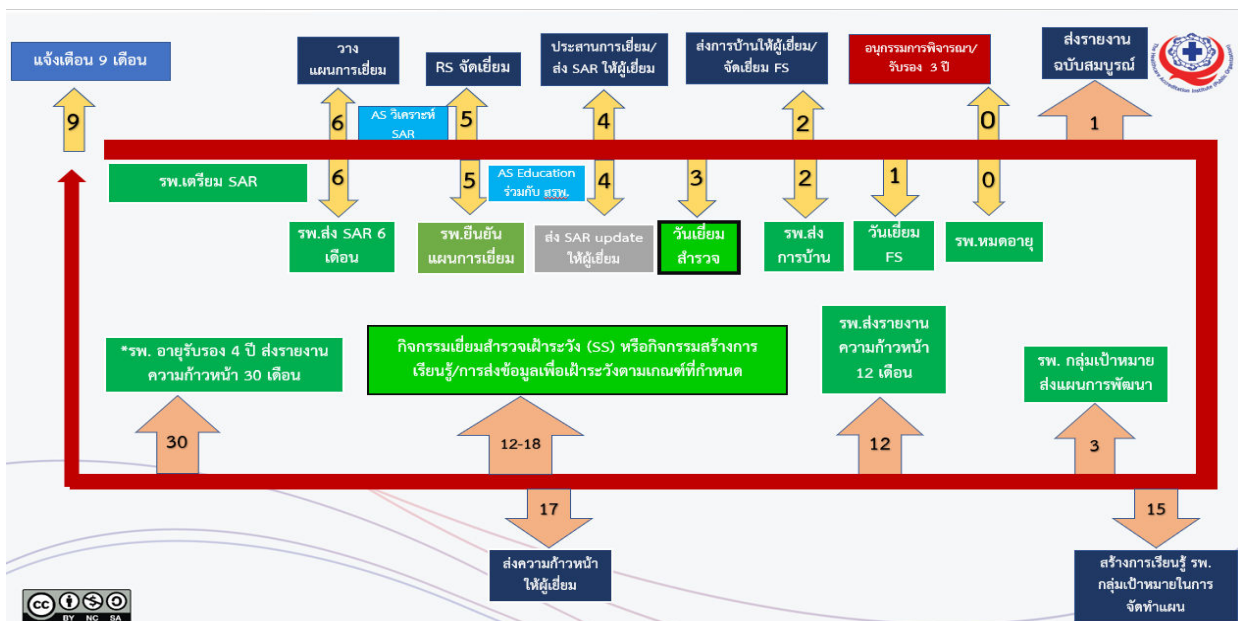 แจ้งเตือน 9 เดือน
วาง
แผนการเยี่ยม
RS จัดเยี่ยม
ประสานการเยี่ยม/
ส่ง SAR ให้ผู้เยี่ยม
ส่งการบ้านให้ผู้เยี่ยม/
จัดเยี่ยม FS
อนุกรรมการพิจารณา/
รับรอง 3 ปี
ส่งรายงาน
ฉบับสมบูรณ์
The Healthcare Accreditation Institute (Public Organization)
9
6
AS วิเคราะห์
SAR
5
4
2
0
1
รพ.เตรียม SAR
6
5
AS Education
ร่วมกับ สรพ.
4
3
2
1
0
รพ.ส่ง SAR 6
เดือน
รพ.ยืนยัน
แผนการเยี่ยม
ส่ง SAR update
ให้ผู้เยี่ยม
วันเยี่ยม
สำรวจ
รพ.ส่ง
การบ้าน
วันเยี่ยม
FS
รพ.หมดอายุ
*รพ. อายุรับรอง 4 ปี ส่งรายงาน
ความก้าวหน้า 30 เดือน
กิจกรรมเยี่ยมสำรวจเฝ้าระวัง (SS) หรือกิจกรรมสร้างการ
เรียนรู้/การส่งข้อมูลเพื่อเฝ้าระวังตามเกณฑ์ที่กำหนด
รพ.ส่งรายงาน
ความก้าวหน้า
12 เดือน
รพ. กลุ่มเป้าหมาย
ส่งแผนการพัฒนา
30
12-18
12
3
17
15
ส่งความก้าวหน้า
ให้ผู้เยี่ยม
สร้างการเรียนรู้ รพ.
กลุ่มเป้าหมายในการ
จัดทำแผน
cc
BY NC SA